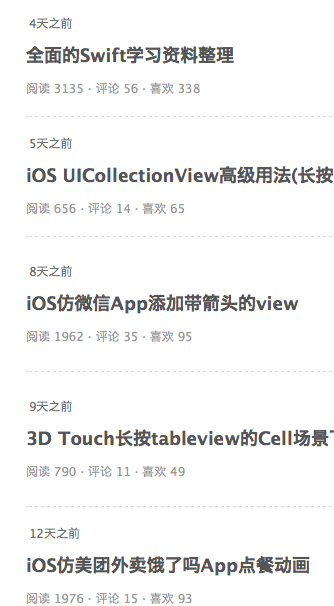 4天之前
全面的Swift学习资料整理
阅读 3135 · 评论 56 · 喜欢 338
5天之前
iOS UICollectionView高级用法(长按
阅读 656 · 评论 14 · 喜欢 65
8天之前
iOS仿微信App添加带箭头的view
阅读 1962 · 评论 35 · 喜欢 95
9天之前
3D Touch长按tableview的Cell场景
阅读 790 · 评论 11 · 喜欢 49
12天之前
iOS仿美团外卖饿了吗App点餐动画
阅读 1976 · 评论 15 · 喜欢 93